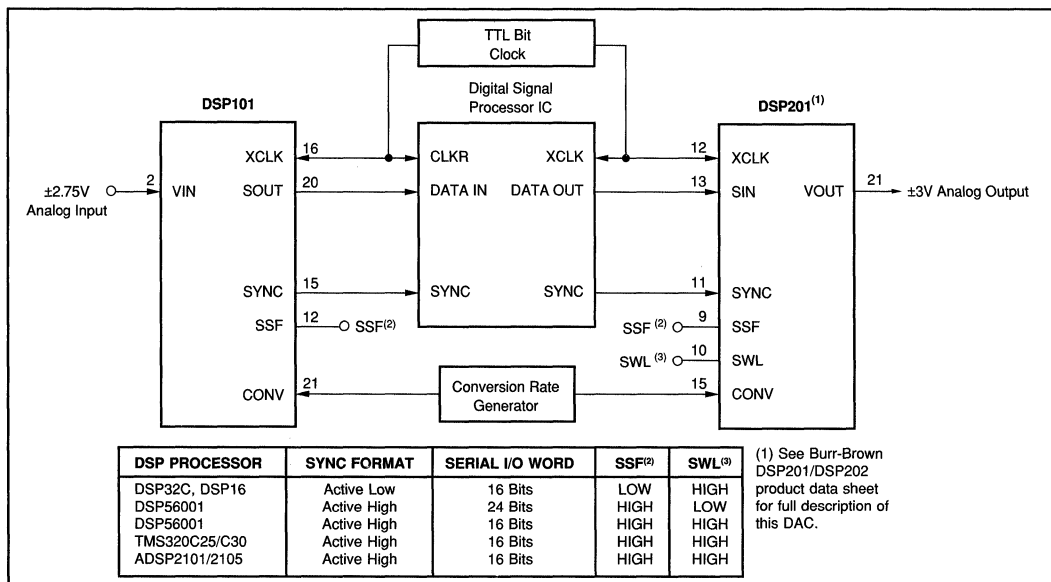 TTL Bit
Clock
Digital Signal
Processor IC
DSP101
DSP201(1)
XCLK
16
CLKR
XCLK
12
XCLK
±2.75V
Analog Input
2
VIN
SOUT
20
DATA IN
DATA OUT
13
SIN
VOUT
21
±3V Analog Output
SYNC
15
SYNC
SYNC
11
SYNC
SSF
12
SSF(2)
SSF (2)
9
SSF
SWL (3)
10
SWL
CONV
21
Conversion Rate
Generator
15
CONV
DSP PROCESSOR SYNC FORMAT SERIAL I/O WORD SSF(2) SWL(3)
DSP32C, DSP16 Active Low 16 Bits LOW HIGH
DSP56001 Active High 24 Bits HIGH LOW
DSP56001 Active High 16 Bits HIGH HIGH
TMS320C25/C30 Active High 16 Bits HIGH HIGH
ADSP2101/2105 Active High 16 Bits HIGH HIGH
(1) See Burr-Brown
DSP201/DSP202
product data sheet
for full description of
this DAC.